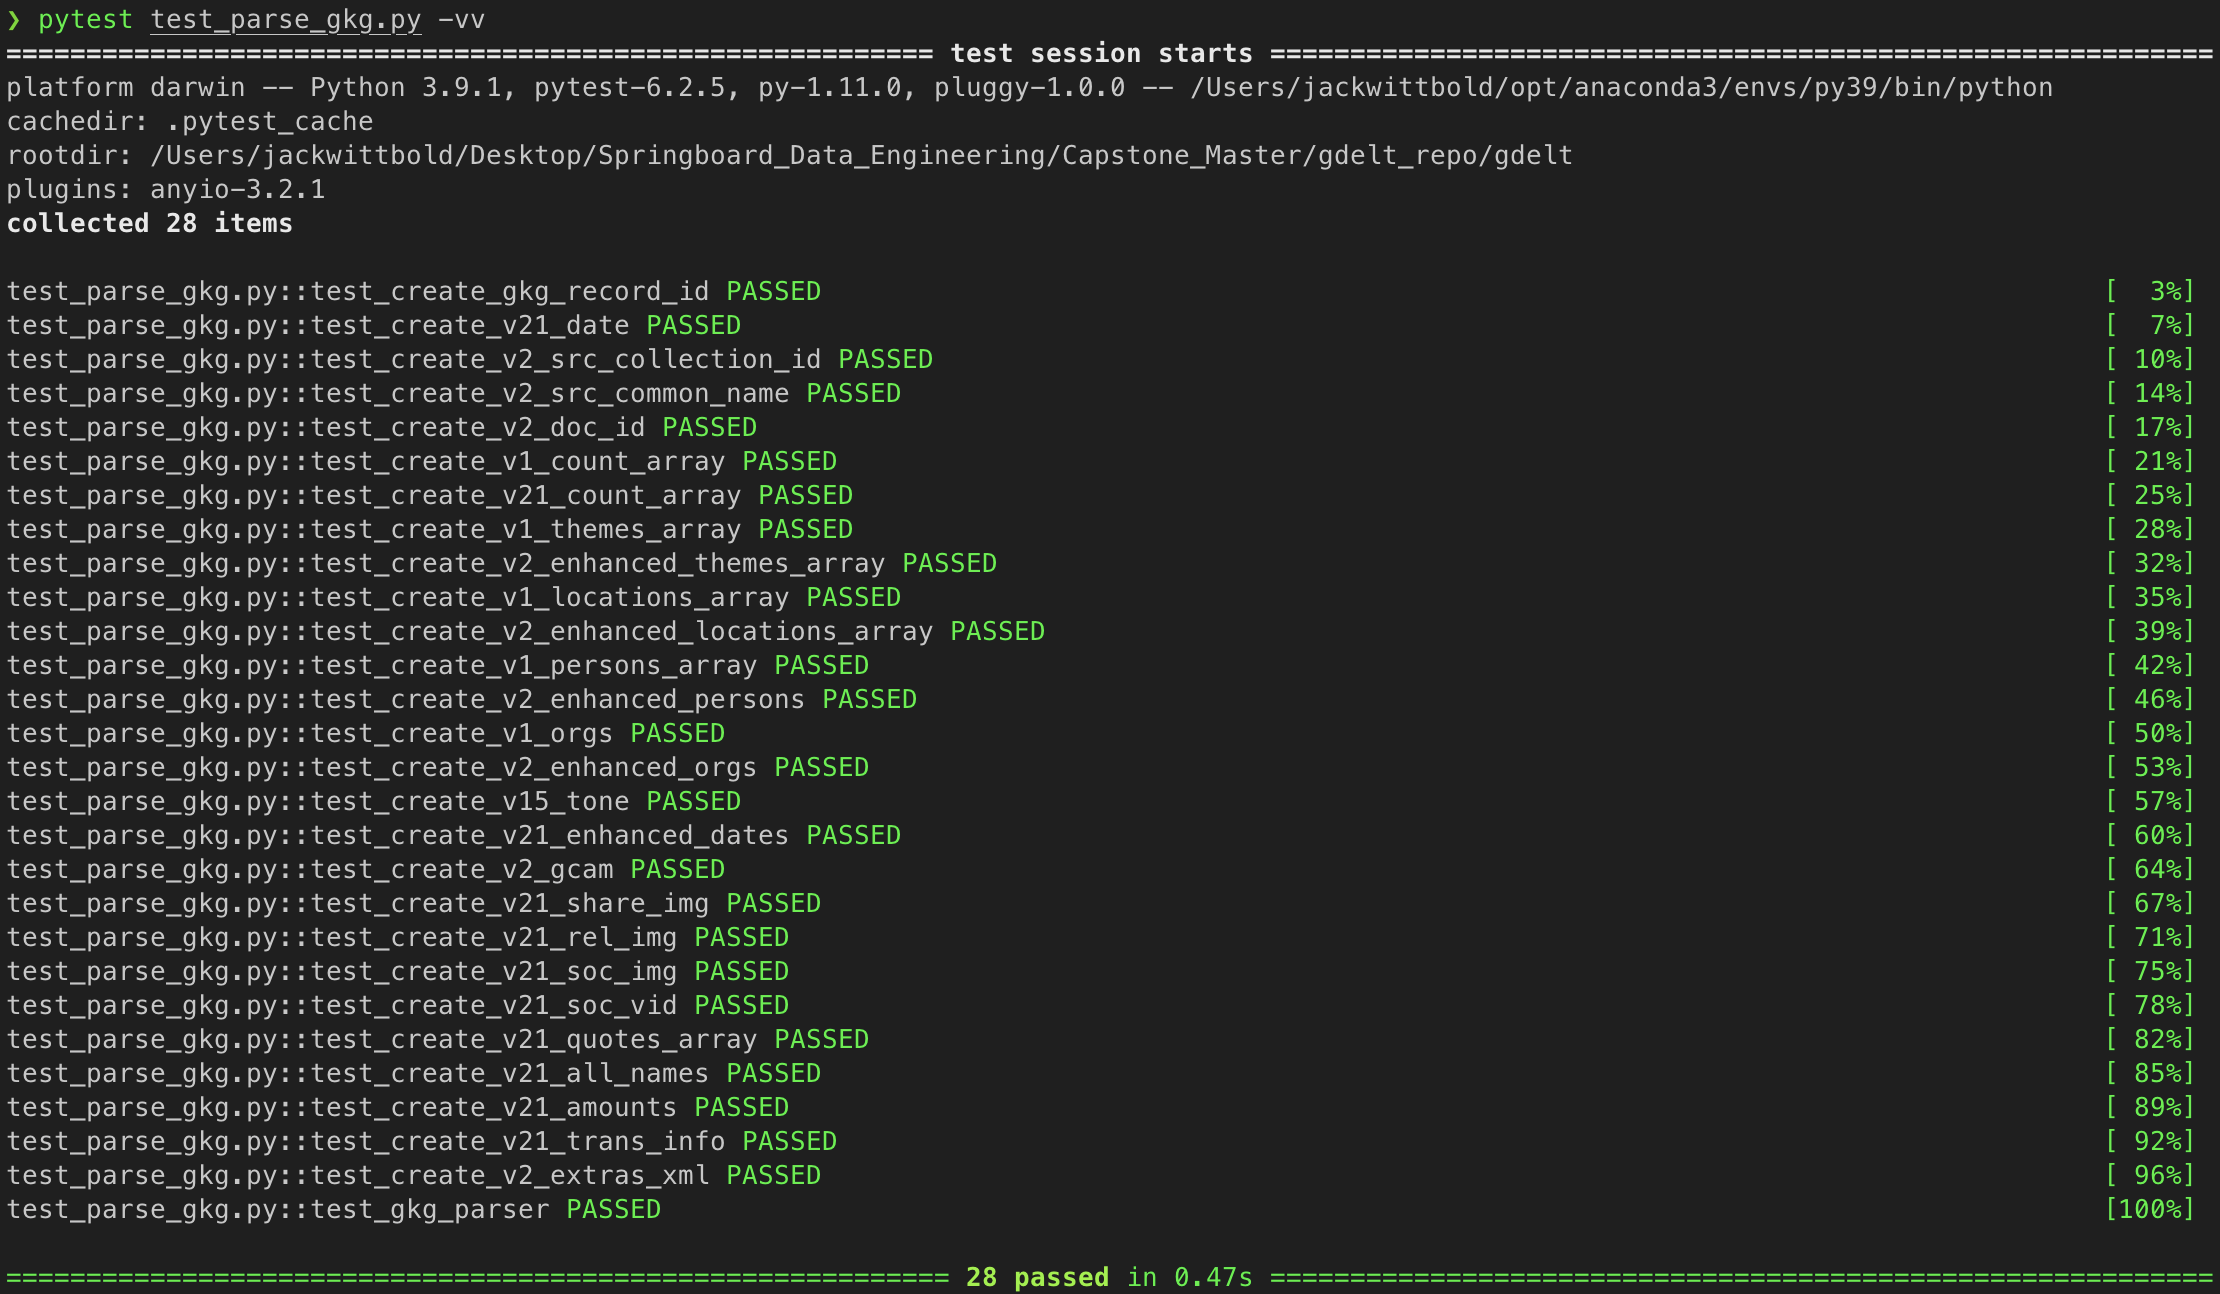 ❯ pytest test_parse_gkg.py -vv
========================================================== test session starts ===========================================================
platform darwin -- Python 3.9.1, pytest-6.2.5, py-1.11.0, pluggy-1.0.0 -- /Users/jackwittbold/opt/anaconda3/envs/py39/bin/python
cachedir: .pytest_cache
rootdir: /Users/jackwittbold/Desktop/Springboard_Data_Engineering/Capstone_Master/gdelt_repo/gdelt
plugins: anyio-3.2.1
collected 28 items
test_parse_gkg.py::test_create_gkg_record_id PASSED [  3%]
test_parse_gkg.py::test_create_v21_date PASSED [  7%]
test_parse_gkg.py::test_create_v2_src_collection_id PASSED [ 10%]
test_parse_gkg.py::test_create_v2_src_common_name PASSED [ 14%]
test_parse_gkg.py::test_create_v2_doc_id PASSED [ 17%]
test_parse_gkg.py::test_create_v1_count_array PASSED [ 21%]
test_parse_gkg.py::test_create_v21_count_array PASSED [ 25%]
test_parse_gkg.py::test_create_v1_themes_array PASSED [ 28%]
test_parse_gkg.py::test_create_v2_enhanced_themes_array PASSED [ 32%]
test_parse_gkg.py::test_create_v1_locations_array PASSED [ 35%]
test_parse_gkg.py::test_create_v2_enhanced_locations_array PASSED [ 39%]
test_parse_gkg.py::test_create_v1_persons_array PASSED [ 42%]
test_parse_gkg.py::test_create_v2_enhanced_persons PASSED [ 46%]
test_parse_gkg.py::test_create_v1_orgs PASSED [ 50%]
test_parse_gkg.py::test_create_v2_enhanced_orgs PASSED [ 53%]
test_parse_gkg.py::test_create_v15_tone PASSED [ 57%]
test_parse_gkg.py::test_create_v21_enhanced_dates PASSED [ 60%]
test_parse_gkg.py::test_create_v2_gcam PASSED [ 64%]
test_parse_gkg.py::test_create_v21_share_img PASSED [ 67%]
test_parse_gkg.py::test_create_v21_rel_img PASSED [ 71%]
test_parse_gkg.py::test_create_v21_soc_img PASSED [ 75%]
test_parse_gkg.py::test_create_v21_soc_vid PASSED [ 78%]
test_parse_gkg.py::test_create_v21_quotes_array PASSED [ 82%]
test_parse_gkg.py::test_create_v21_all_names PASSED [ 85%]
test_parse_gkg.py::test_create_v21_amounts PASSED [ 89%]
test_parse_gkg.py::test_create_v21_trans_info PASSED [ 92%]
test_parse_gkg.py::test_create_v2_extras_xml PASSED [ 96%]
test_parse_gkg.py::test_gkg_parser PASSED [100%]
=========================================================== 28 passed in 0.47s ===========================================================